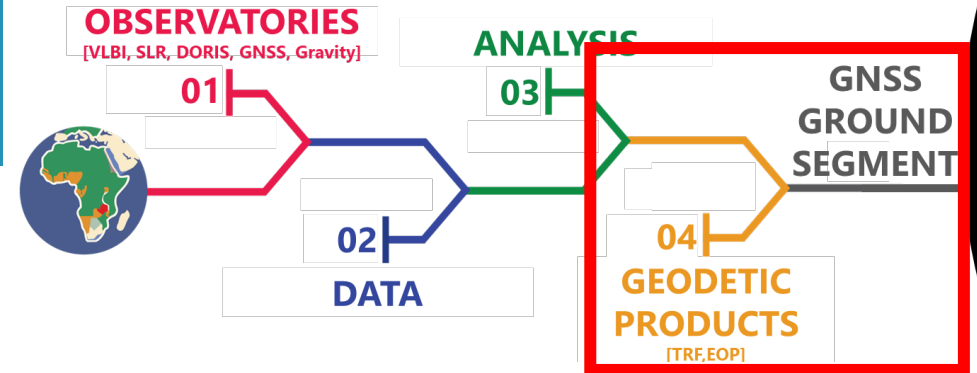 OBSERVATORIES
[VLBI, SLR, DORIS, GNSS, Gravity]
01
ANALYSIS
03
GNSS
GROUND
SEGMENT
02
DATA
04
GEODETIC
PRODUCTS
[TRF,EOP]